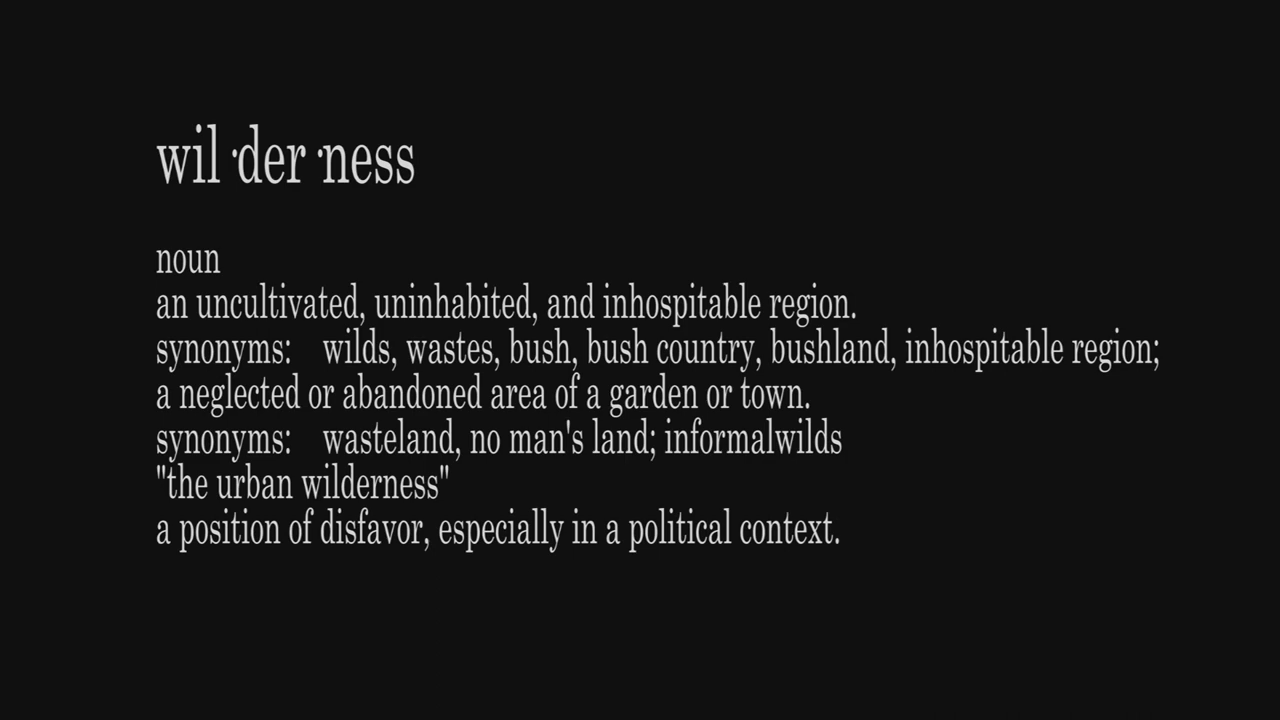 wil·der·ness
noun
an uncultivated, uninhabited, and inhospitable region.
synonyms: wilds, wastes, bush, bush country, bushland, inhospitable region;
a neglected or abandoned area of a garden or town.
synonyms: wasteland, no man's land; informalwilds
"the urban wilderness"
a position of disfavor, especially in a political context.